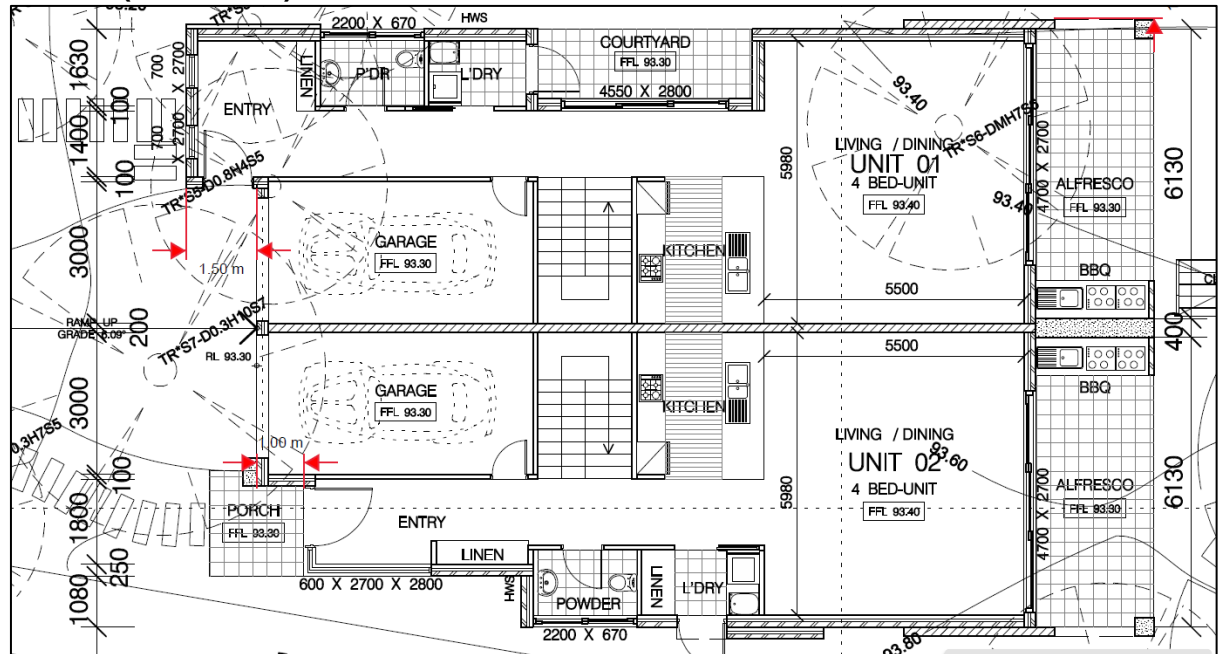 2200 X 670
HWS
COURTYARD
FFL 93.30
4550 X 2800
LINEN
P'DR
L'DRY
ENTRY
700 X 2700
700 X 2700
1630
100
1400
100
3000
200
3000
100
1800
250
1080
TR*S5-D0.8H4S5
1.50 m
GARAGE
FFL 93.30
KITCHEN
5980
93.40
LIVING / DINING
UNIT 01
4 BED-UNIT
FFL 93.40
TR*S6-DMH7S5
93.40
4700 X 2700
ALFRESCO
FFL 93.30
6130
BBQ
5500
RAMP UP
TR*S7-D0.3H10S7
RL 93.30
400
5500
BBQ
GARAGE
FFL 93.30
KITCHEN
1.00 m
5980
LIVING / DINING
UNIT 02
4 BED-UNIT
FFL 93.40
93.60
4700 X 2700
ALFRESCO
FFL 93.30
6130
PORCH
FFL 93.30
ENTRY
LINEN
600 X 2700 X 2800
HWS
POWDER
LINEN
L'DRY
2200 X 670
93.80